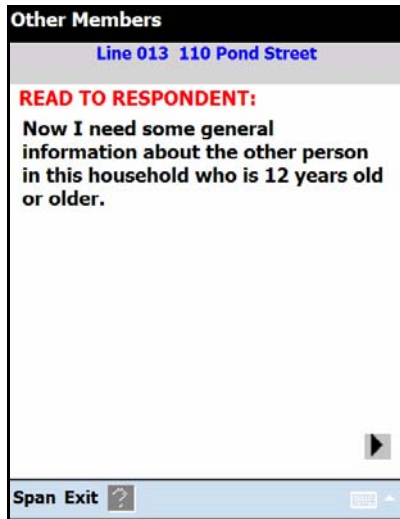 Other Members
Line 013 110 Pond Street
READ TO RESPONDENT:
Now I need some general
information about the other person
in this household who is 12 years old
or older.
Span Exit ?